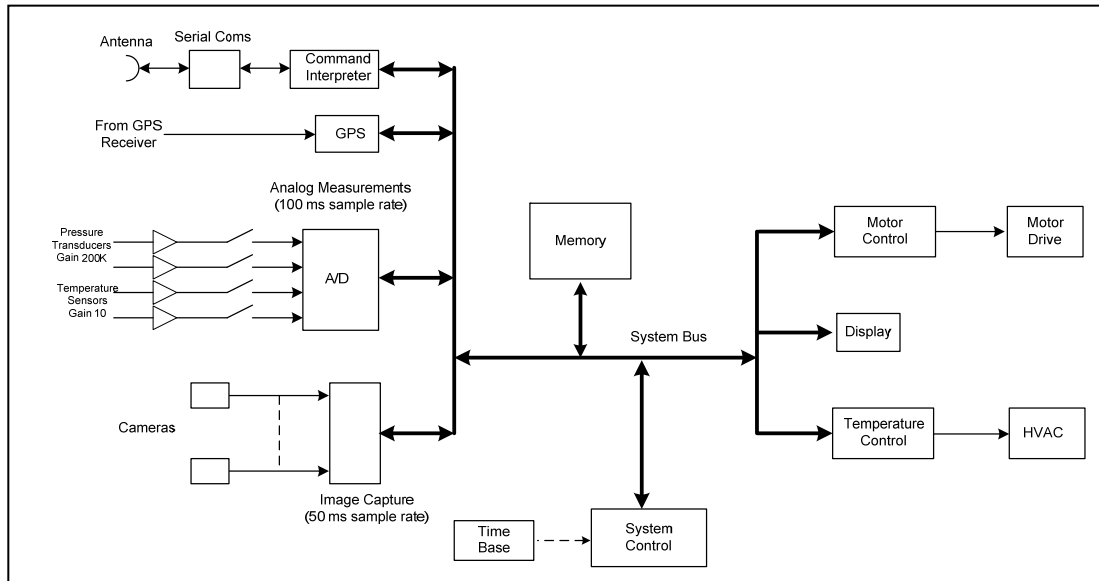 Antenna
Serial Coms
Command
Interpreter
From GPS
Receiver
GPS
Analog Measurements
(100 ms sample rate)
Pressure
Transducers
Gain 200K
Temperature
Sensors
Gain 10
A/D
Cameras
Image Capture
(50 ms sample rate)
Memory
System Bus
Time
Base
System
Control
Motor
Control
Motor
Drive
Display
Temperature
Control
HVAC